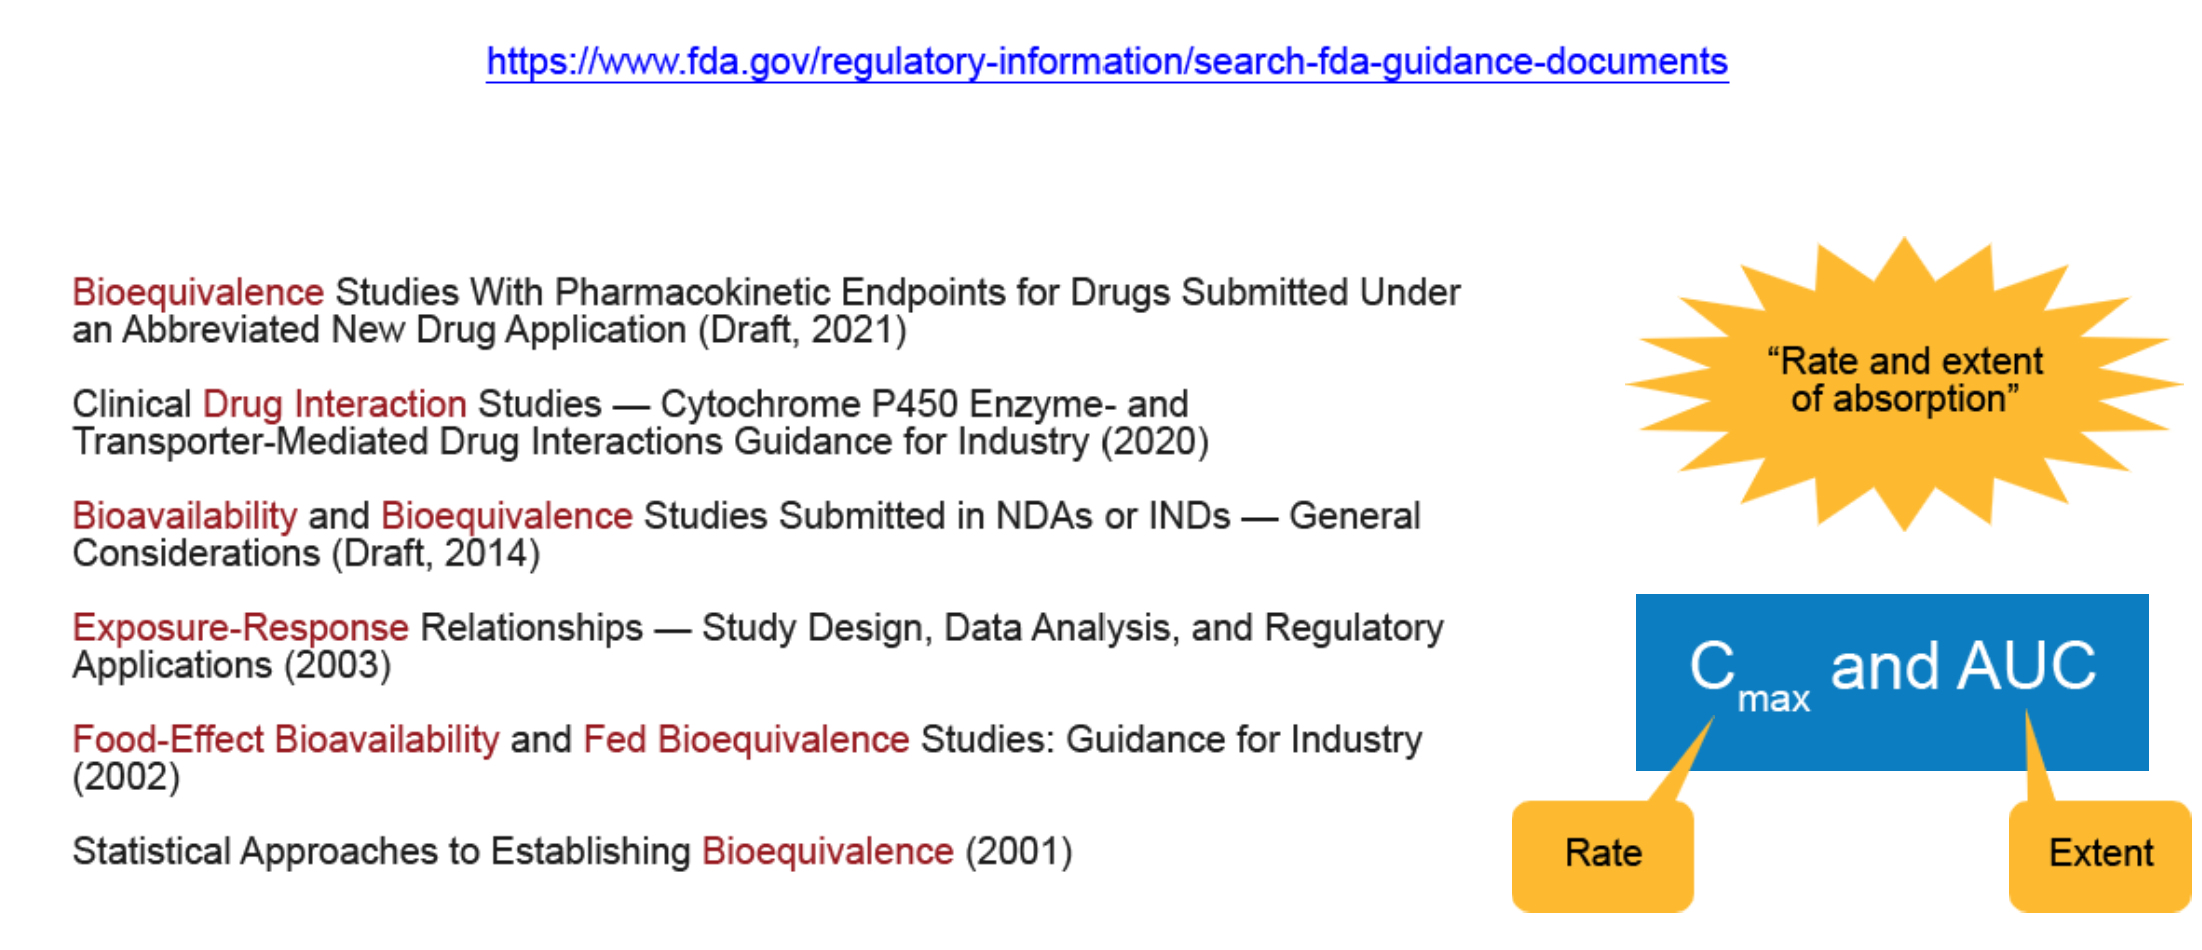 https://www.fda.gov/regulatory-information/search-fda-guidance-documents
Bioequivalence Studies With Pharmacokinetic Endpoints for Drugs Submitted Under
an Abbreviated New Drug Application (Draft, 2021)
Clinical Drug Interaction Studies — Cytochrome P450 Enzyme- and
Transporter-Mediated Drug Interactions Guidance for Industry (2020)
Bioavailability and Bioequivalence Studies Submitted in NDAs or INDs — General
Considerations (Draft, 2014)
Exposure-Response Relationships — Study Design, Data Analysis, and Regulatory
Applications (2003)
Food-Effect Bioavailability and Fed Bioequivalence Studies: Guidance for Industry
(2002)
Statistical Approaches to Establishing Bioequivalence (2001)
“Rate and extent
of absorption”
Cmax and AUC
Rate
Extent